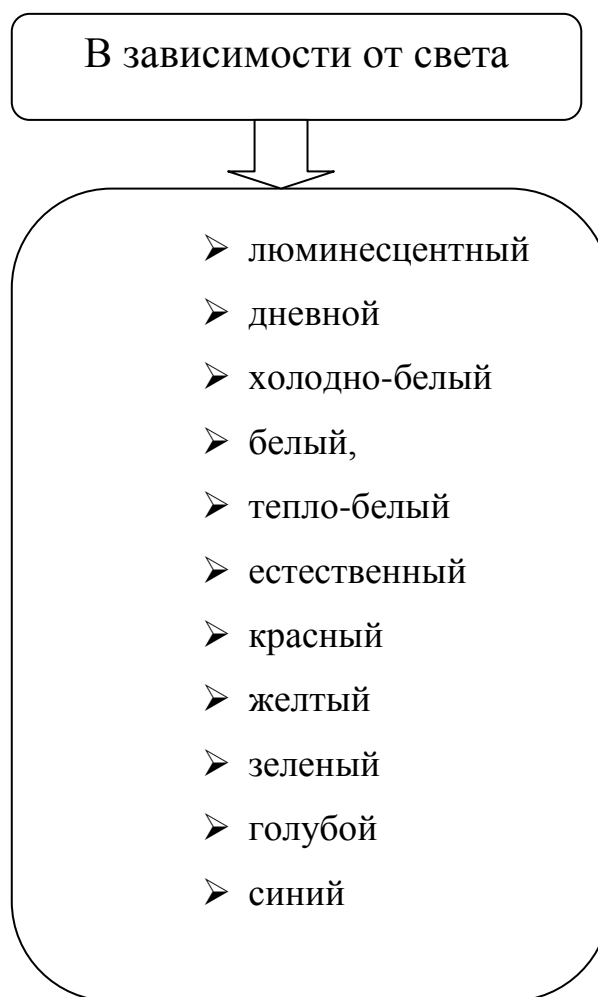 В зависимости от света
люминесцентный
дневной
холодно-белый
белый,
тепло-белый
естественный
красный
желтый
зеленый
голубой
синий